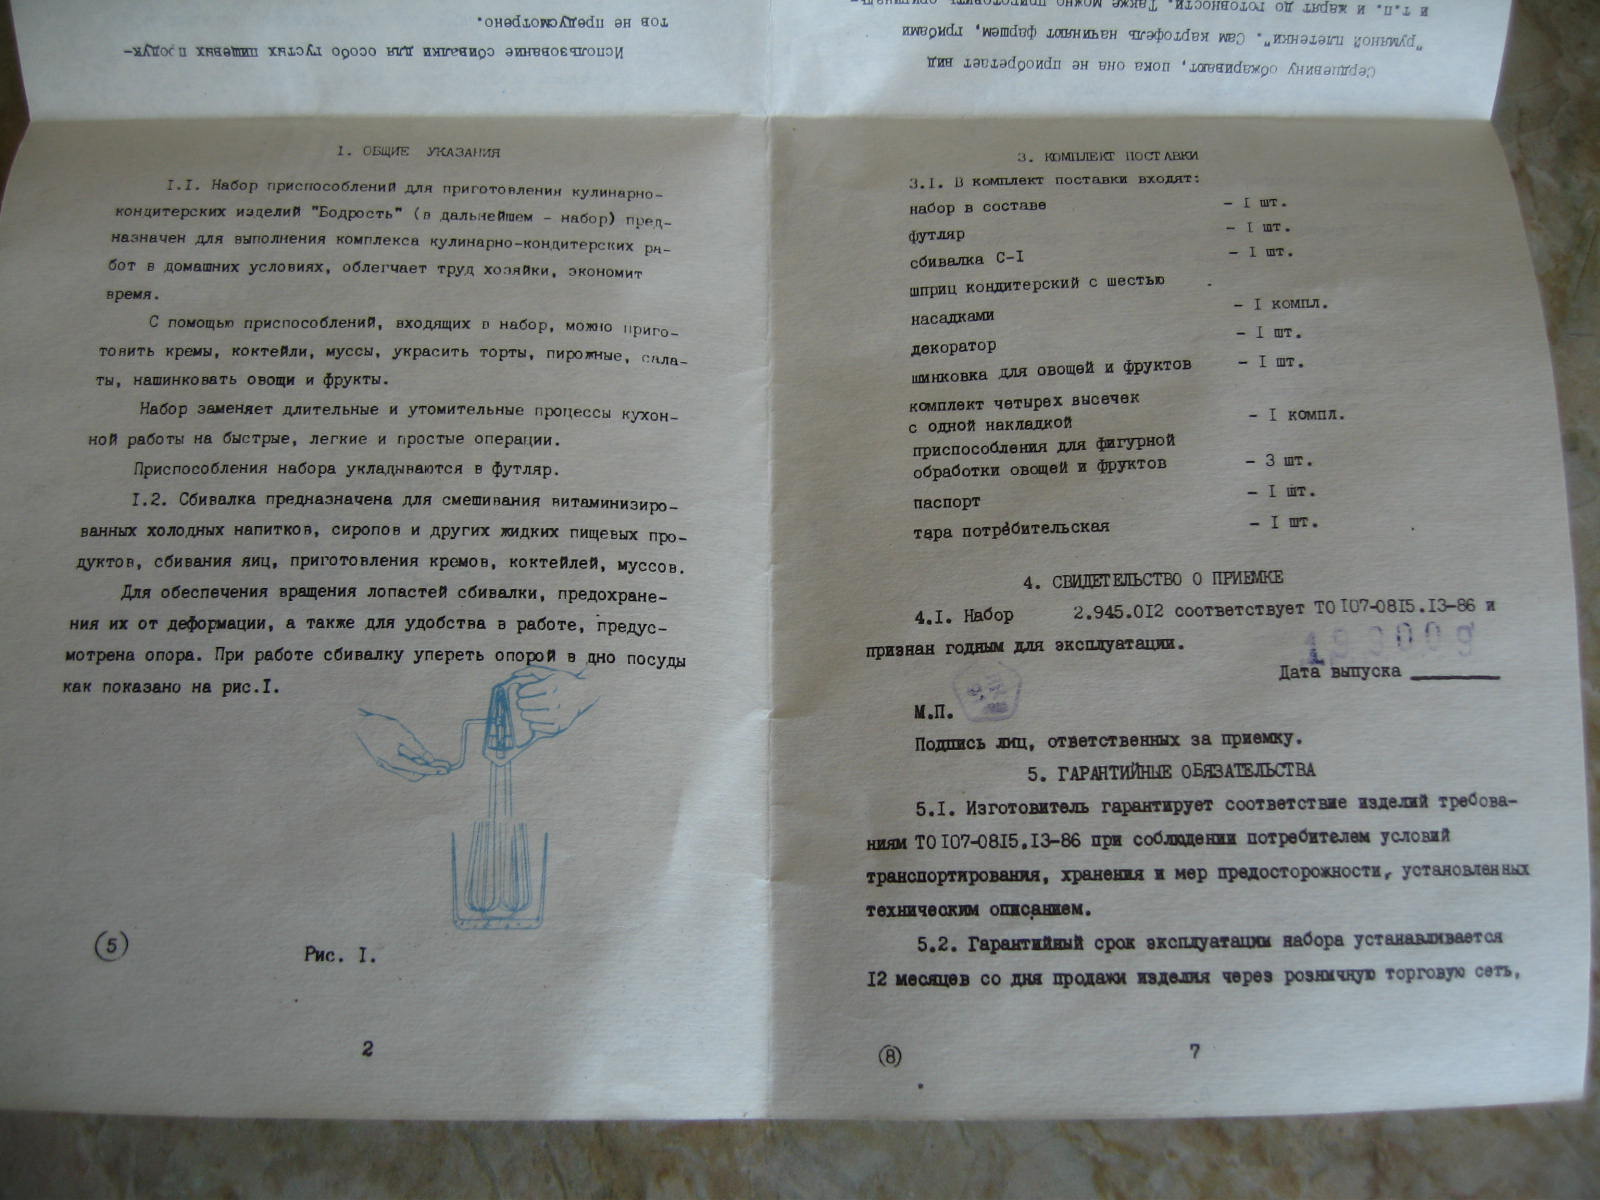 Использование сбивалки для особо густых пищевых продук-
тов не предусмотрено.
Сердцевину обжаривают, пока она не приобретает вид
"румяной плетенки". Сам картофель начиняют фаршем, грибами
и т.п. и жарят до готовности. Также можно приготовить
I. ОБЩИЕ УКАЗАНИЯ
I.I. Набор приспособлений для приготовления кулинарно-
кондитерских изделий "Бодрость" (в дальнейшем - набор) пред-
назначен для выполнения комплекса кулинарно-кондитерских ра-
бот в домашних условиях, облегчает труд хозяйки, экономит
время.
С помощью приспособлений, входящих в набор, можно приго-
товить кремы, коктейли, муссы, украсить торты, пирожные, сала-
ты, нашинковать овощи и фрукты.
Набор заменяет длительные и утомительные процессы кухон-
ной работы на быстрые, легкие и простые операции.
Приспособления набора укладываются в футляр.
I.2. Сбивалка предназначена для смешивания витаминизиро-
ванных холодных напитков, сиропов и других жидких пищевых про-
дуктов, сбивания яиц, приготовления кремов, коктейлей, муссов.
Для обеспечения вращения лопастей сбивалки, предохране-
ния их от деформации, а также для удобства в работе, предус-
мотрена опора. При работе сбивалку упереть опорой в дно посуды
как показано на рис.I.
(5)
Рис. I.
2
3. КОМПЛЕКТ ПОСТАВКИ
3.I. В комплект поставки входят:
набор в составе - I шт.
футляр - I шт.
сбивалка С-I - I шт.
шприц кондитерский с шестью
насадками - I компл.
декоратор - I шт.
шинковка для овощей и фруктов - I шт.
комплект четырех высечек
с одной накладкой - I компл.
приспособления для фигурной
обработки овощей и фруктов - 3 шт.
паспорт - I шт.
тара потребительская - I шт.
4. СВИДЕТЕЛЬСТВО О ПРИЕМКЕ
4.I. Набор 2.945.0I2 соответствует ТО I07-08I5.I3-86 и
признан годным для эксплуатации.
Дата выпуска
М.П.
Подпись лиц, ответственных за приемку.
5. ГАРАНТИЙНЫЕ ОБЯЗАТЕЛЬСТВА
5.I. Изготовитель гарантирует соответствие изделий требова-
ниям ТО I07-08I5.I3-86 при соблюдении потребителем условий
транспортирования, хранения и мер предосторожности, установленных
техническим описанием.
5.2. Гарантийный срок эксплуатации набора устанавливается
I2 месяцев со дня продажи изделия через розничную торговую сеть,
(8)
7